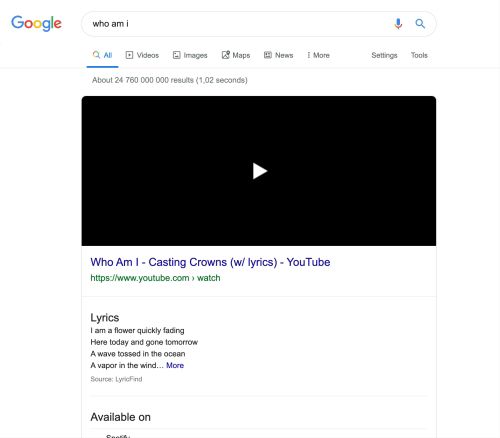 Google
who am i
All Videos Images Maps News More Settings Tools
About 24 760 000 000 results (1,02 seconds)
Who Am I - Casting Crowns (w/ lyrics) - YouTube
https://www.youtube.com › watch
Lyrics
I am a flower quickly fading
Here today and gone tomorrow
A wave tossed in the ocean
A vapor in the wind… More
Source: LyricFind
Available on
Spotify